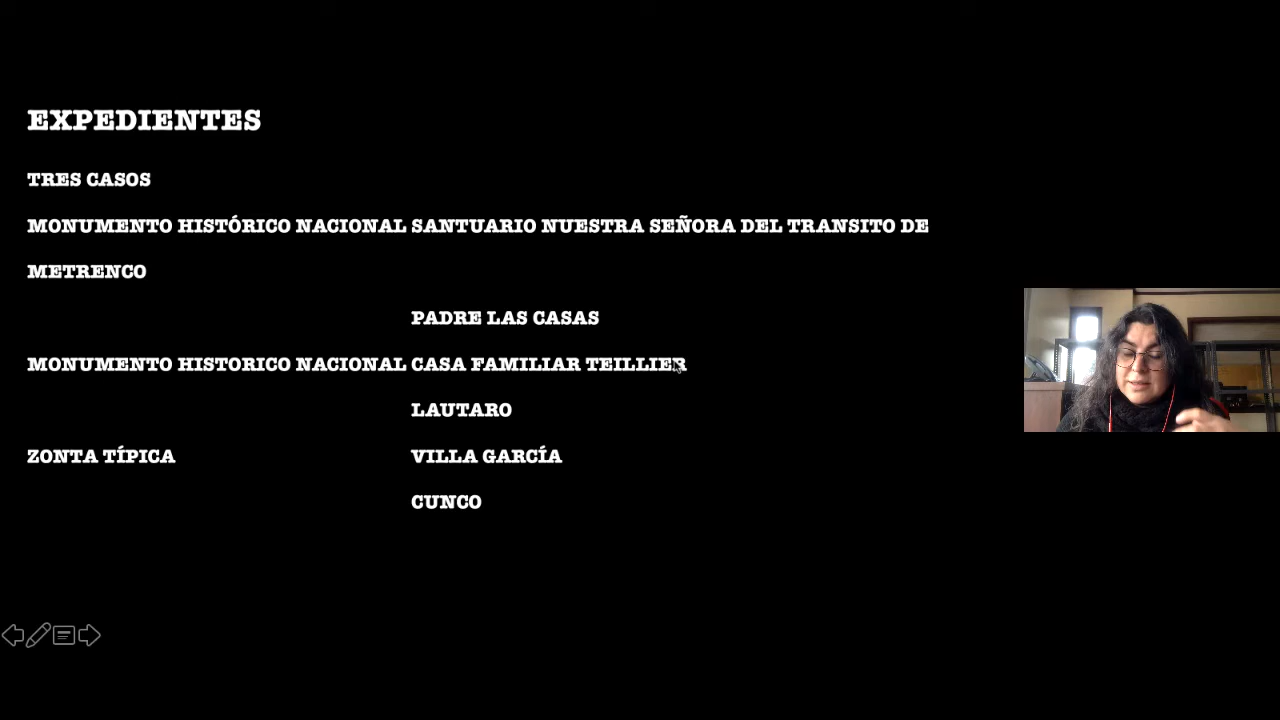 EXPEDIENTES
TRES CASOS
MONUMENTO HISTÓRICO NACIONAL SANTUARIO NUESTRA SEÑORA DEL TRANSITO DE
METRENCO
PADRE LAS CASAS
MONUMENTO HISTORICO NACIONAL CASA FAMILIAR TEILLIER
LAUTARO
ZONTA TÍPICA VILLA GARCÍA
CUNCO